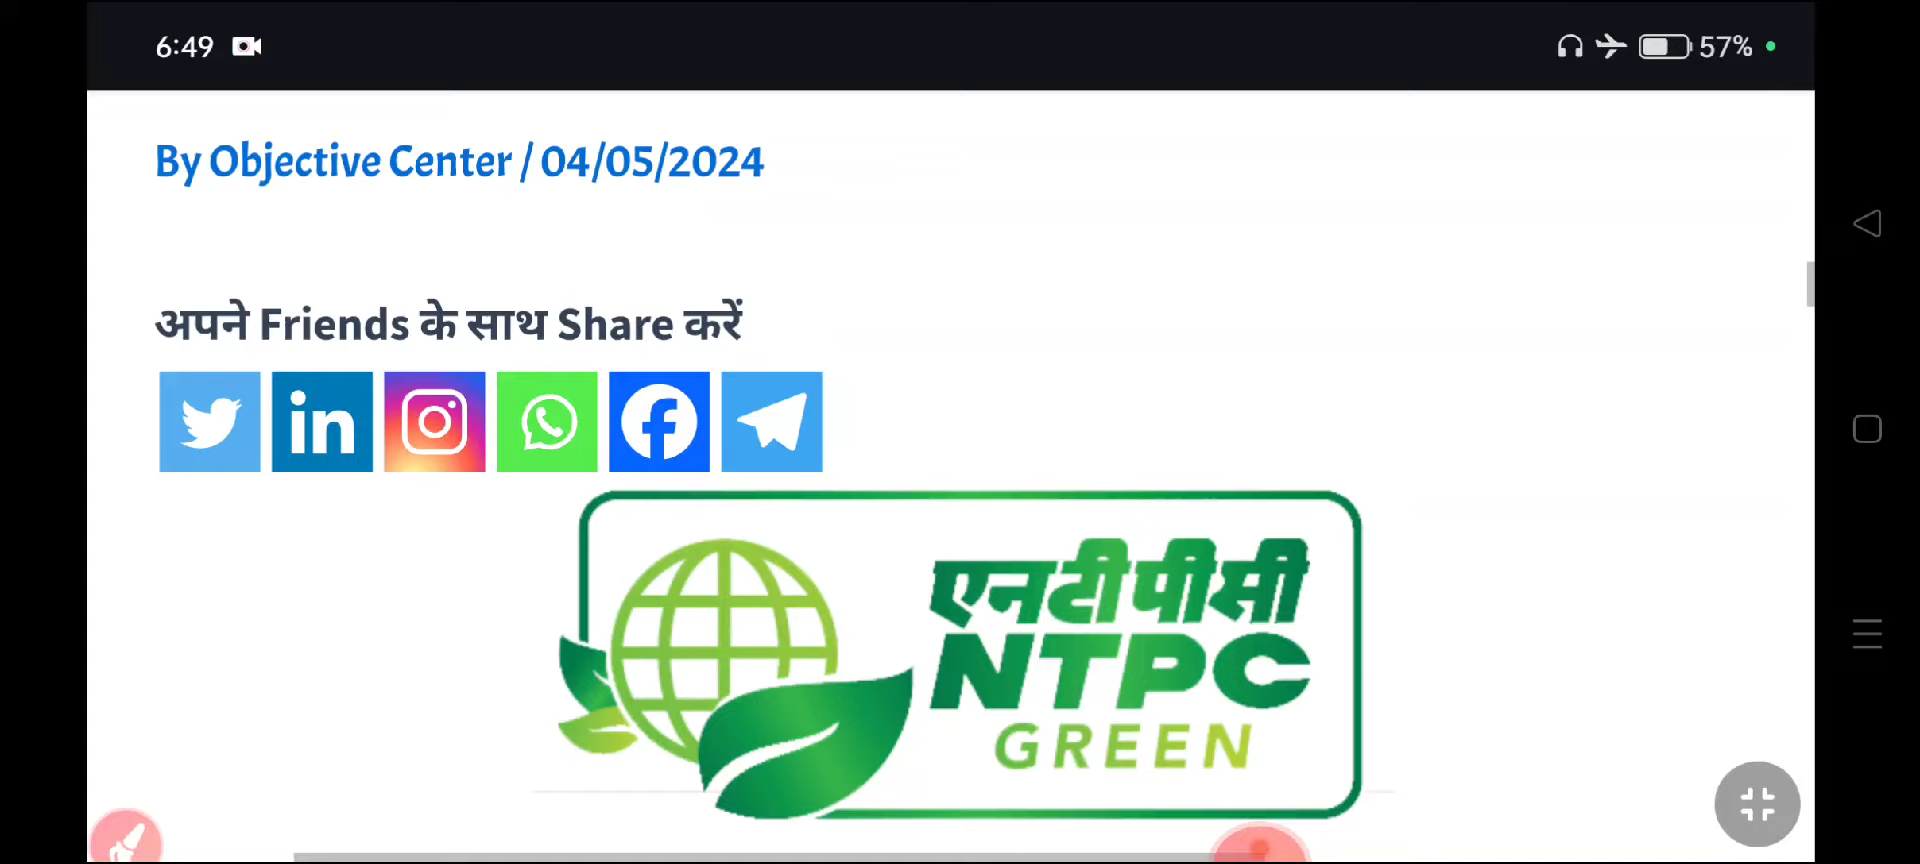 6:49
57%
By Objective Center / 04/05/2024
अपने Friends के साथ Share करें
in
एनटीपीसी
NTPC
GREEN